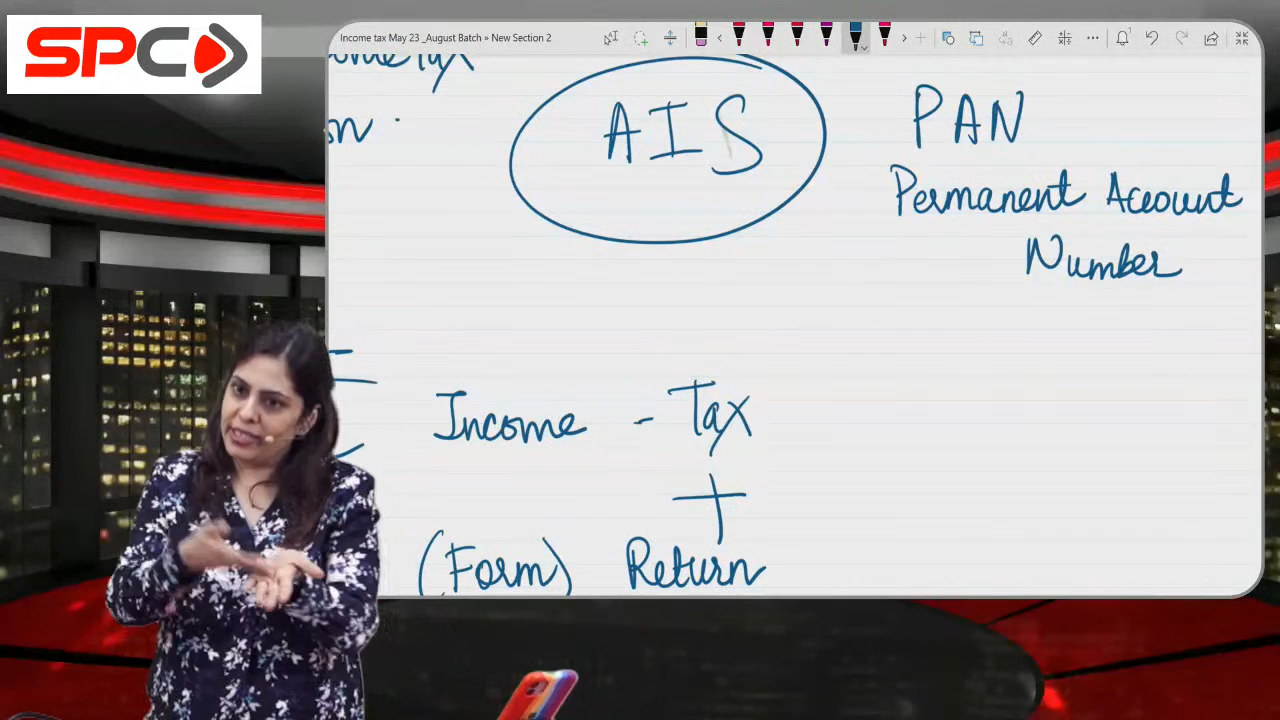 SPC
Income tax May 23 _August Batch » New Section 2
AIS
PAN
Permanent Account
Number
Income - Tax
+
(Form) Return